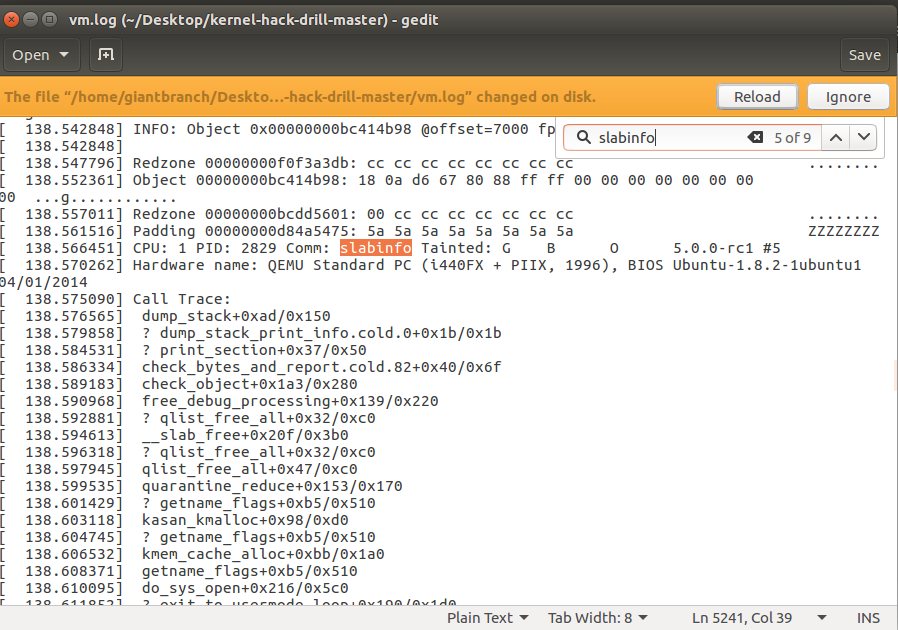 vm.log (~/Desktop/kernel-hack-drill-master) - gedit
Open
Save
The file “/home/giantbranch/Deskto…-hack-drill-master/vm.log” changed on disk.
Reload
Ignore
slabinfo
5 of 9
[  138.542848] INFO: Object 0x00000000bc414b98 @offset=7000 fp
[  138.542848]
[  138.547796] Redzone 00000000f0f3a3db: cc cc cc cc cc cc cc cc                          ........
[  138.552361] Object 00000000bc414b98: 18 0a d6 67 80 88 ff ff 00 00 00 00 00 00 00
00  ...g............
[  138.557011] Redzone 00000000bcdd5601: 00 cc cc cc cc cc cc cc                          ........
[  138.561516] Padding 00000000d84a5475: 5a 5a 5a 5a 5a 5a 5a 5a                          ZZZZZZZZ
[  138.566451] CPU: 1 PID: 2829 Comm: slabinfo Tainted: G    B      O      5.0.0-rc1 #5
[  138.570262] Hardware name: QEMU Standard PC (i440FX + PIIX, 1996), BIOS Ubuntu-1.8.2-1ubuntu1
04/01/2014
[  138.575090] Call Trace:
[  138.576565]  dump_stack+0xad/0x150
[  138.579858]  ? dump_stack_print_info.cold.0+0x1b/0x1b
[  138.584531]  ? print_section+0x37/0x50
[  138.586334]  check_bytes_and_report.cold.82+0x40/0x6f
[  138.589183]  check_object+0x1a3/0x280
[  138.590968]  free_debug_processing+0x139/0x220
[  138.592881]  ? qlist_free_all+0x32/0xc0
[  138.594613]  __slab_free+0x20f/0x3b0
[  138.596318]  ? qlist_free_all+0x32/0xc0
[  138.597945]  qlist_free_all+0x47/0xc0
[  138.599535]  quarantine_reduce+0x153/0x170
[  138.601429]  ? getname_flags+0xb5/0x510
[  138.603118]  kasan_kmalloc+0x98/0xd0
[  138.604745]  ? getname_flags+0xb5/0x510
[  138.606532]  kmem_cache_alloc+0xbb/0x1a0
[  138.608371]  getname_flags+0xb5/0x510
[  138.610095]  do_sys_open+0x216/0x5c0
[  138.611852]  ? exit_to_usermode_loop+0x190/0x1d0
Plain Text
Tab Width: 8
Ln 5241, Col 39
INS